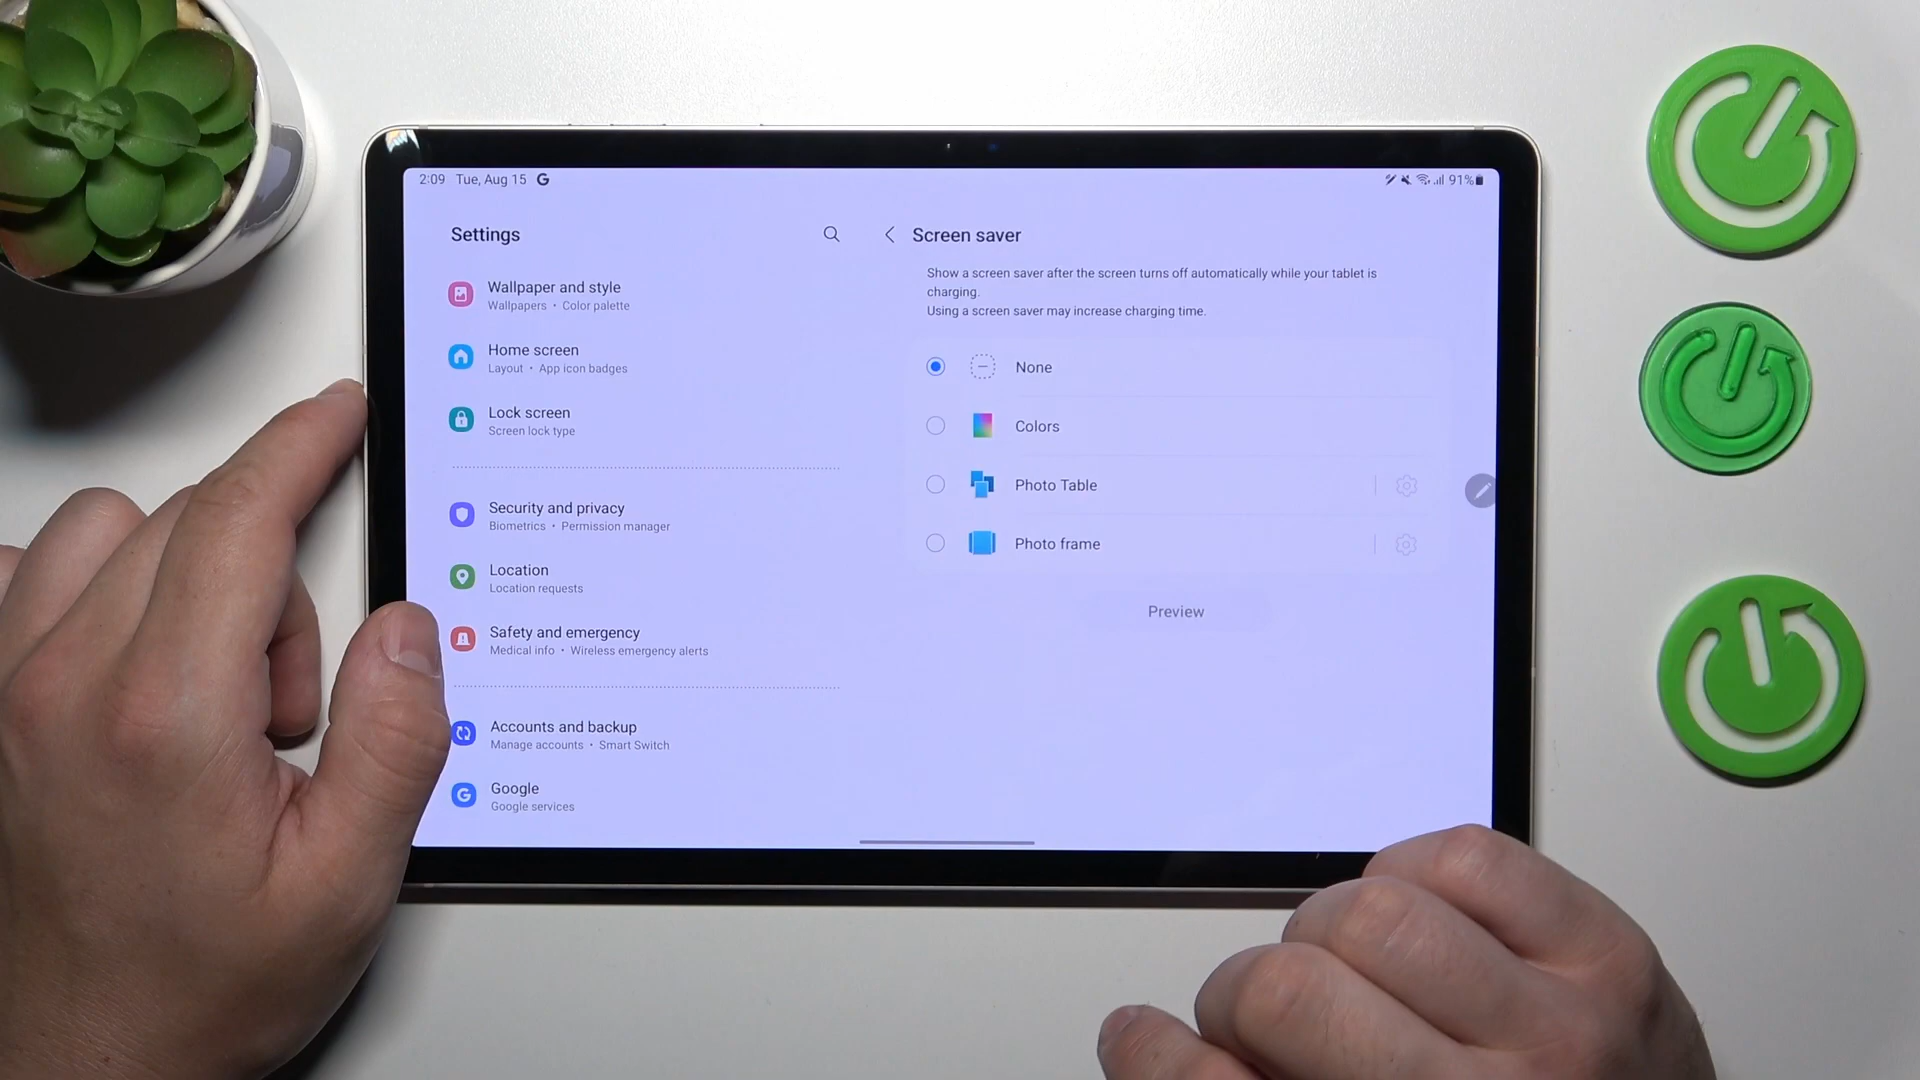 2:09 Tue, Aug 15 G
91%
Settings
Wallpaper and style
Wallpapers • Color palette
Home screen
Layout • App icon badges
Lock screen
Screen lock type
Security and privacy
Biometrics • Permission manager
Location
Location requests
Safety and emergency
Medical info • Wireless emergency alerts
Accounts and backup
Manage accounts • Smart Switch
G
Google
Google services
Screen saver
Show a screen saver after the screen turns off automatically while your tablet is
charging.
Using a screen saver may increase charging time.
None
Colors
Photo Table
Photo frame
Preview